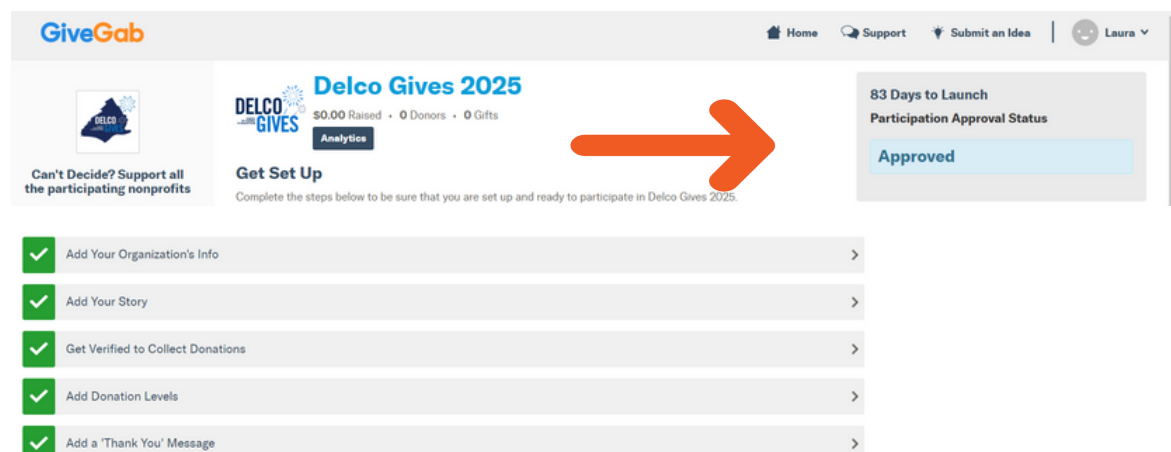 GiveGab
Home
Support
Submit an Idea
Laura
DELCO
GIVES
Can't Decide? Support all
the participating nonprofits
DELCO
GIVES
Delco Gives 2025
$0.00 Raised • 0 Donors • 0 Gifts
Analytics
Get Set Up
Complete the steps below to be sure that you are set up and ready to participate in Delco Gives 2025.
83 Days to Launch
Participation Approval Status
Approved
Add Your Organization's Info
Add Your Story
Get Verified to Collect Donations
Add Donation Levels
Add a 'Thank You' Message